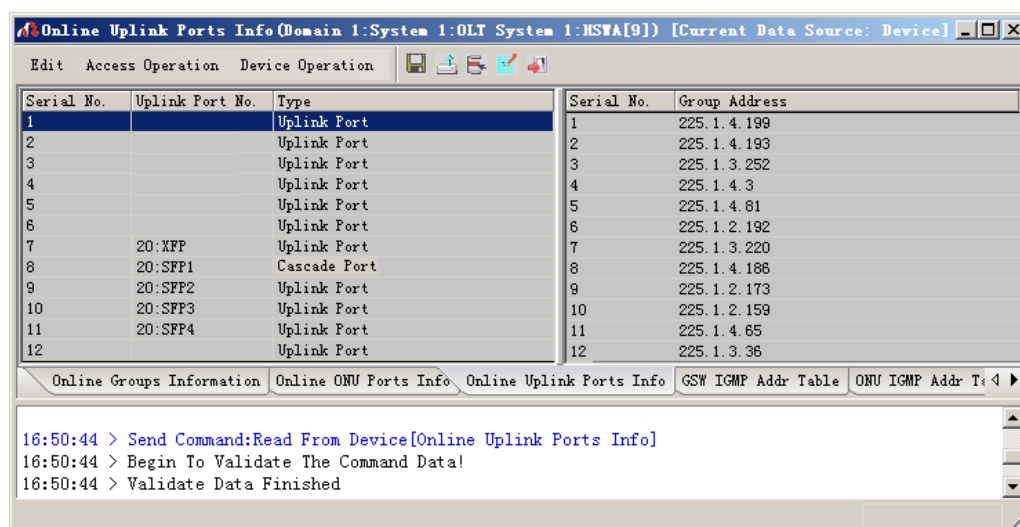 Online Uplink Ports Info(Domain 1:System 1:OLT System 1:HSWA[9]) [Current Data Source: Device]
Edit Access Operation Device Operation
Serial No. Uplink Port No. Type Serial No. Group Address
1 Uplink Port 1 225.1.4.199
2 Uplink Port 2 225.1.4.193
3 Uplink Port 3 225.1.3.252
4 Uplink Port 4 225.1.4.3
5 Uplink Port 5 225.1.4.81
6 Uplink Port 6 225.1.2.192
7 20:XFP Uplink Port 7 225.1.3.220
8 20:SFP1 Cascade Port 8 225.1.4.186
9 20:SFP2 Uplink Port 9 225.1.2.173
10 20:SFP3 Uplink Port 10 225.1.2.159
11 20:SFP4 Uplink Port 11 225.1.4.65
12 Uplink Port 12 225.1.3.36
Online Groups Information Online ONU Ports Info Online Uplink Ports Info GSW IGMP Addr Table ONU IGMP Addr
16:50:44 > Send Command:Read From Device[Online Uplink Ports Info]
16:50:44 > Begin To Validate The Command Data!
16:50:44 > Validate Data Finished